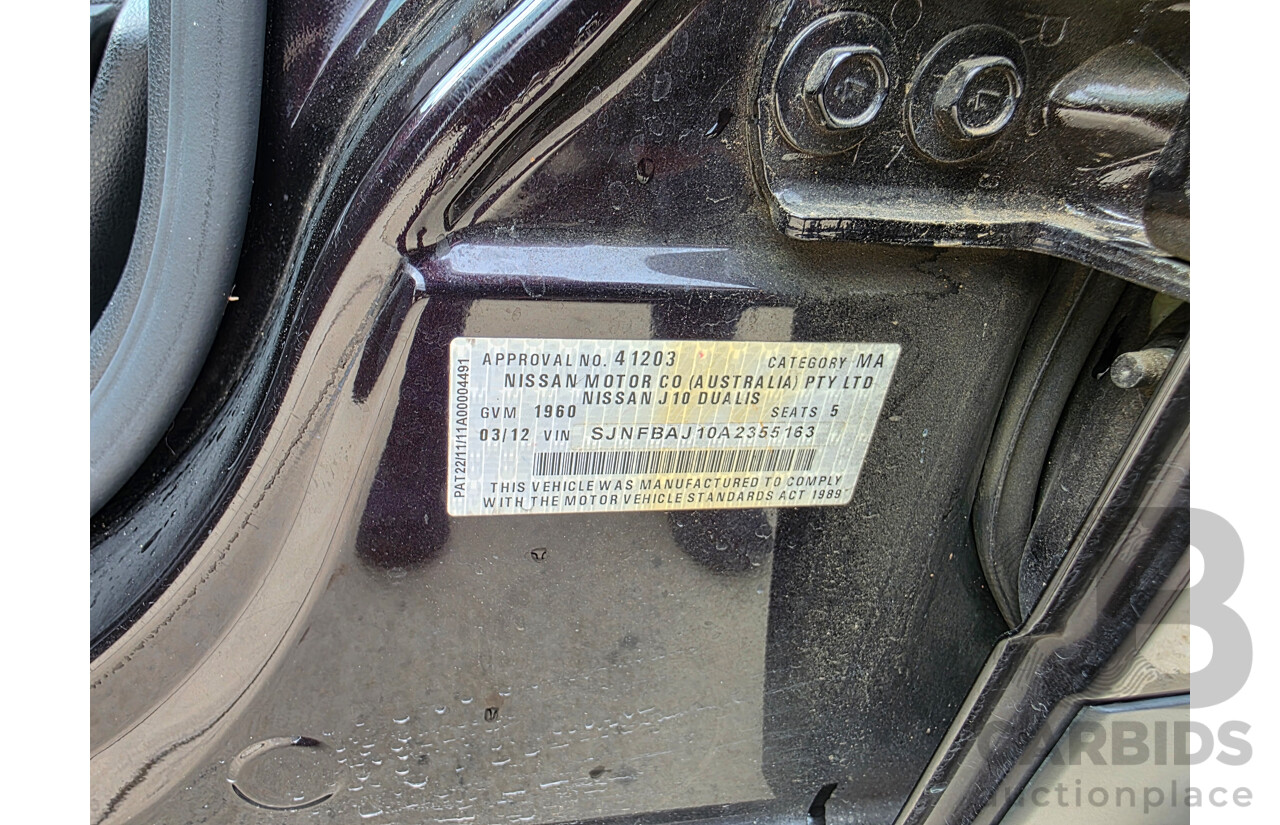 APPROVAL NO. 41203 CATEGORY MA
NISSAN MOTOR CO (AUSTRALIA) PTY LTD
NISSAN J10 DUALIS
GVM 1960 SEATS 5
03/12 VIN SJNFBAJ10A2355163
THIS VEHICLE WAS MANUFACTURED TO COMPLY
WITH THE MOTOR VEHICLE STANDARDS ACT 1989
PAT22/11/11A00004491
B
CARBIDS
auctionplace